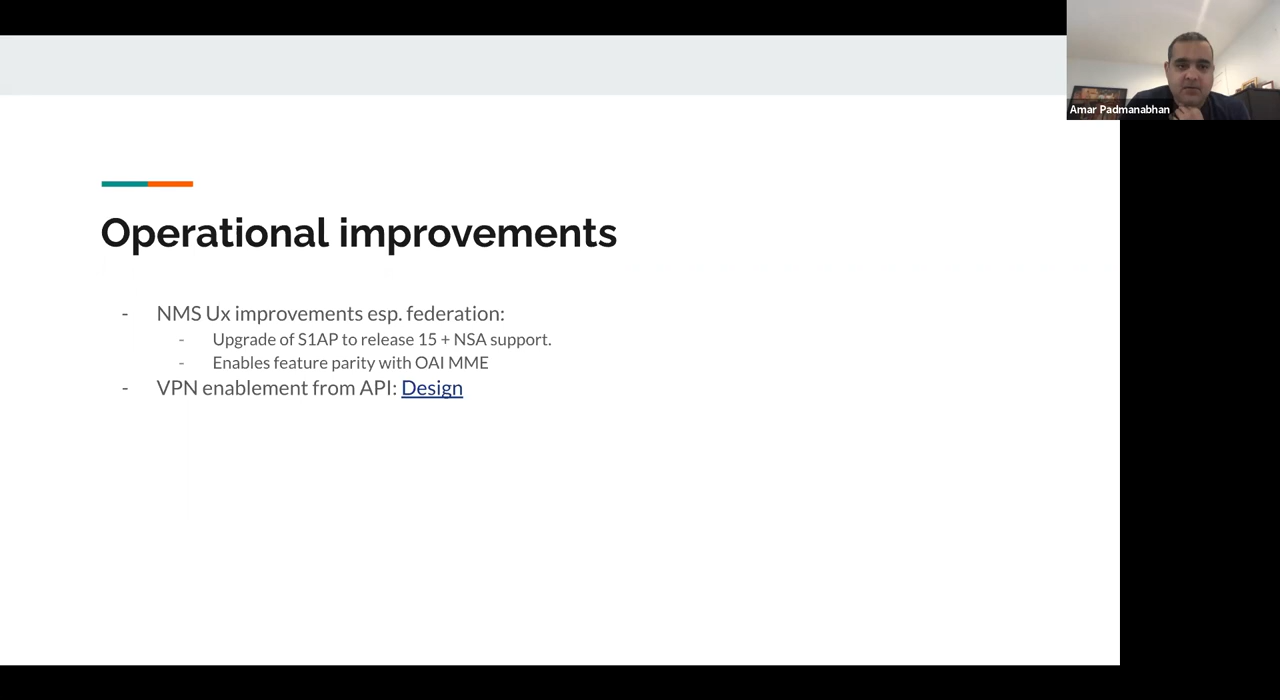 Amar Padmanabhan
Operational improvements
- NMS Ux improvements esp. federation:
- Upgrade of S1AP to release 15 + NSA support.
- Enables feature parity with OAI MME
- VPN enablement from API: Design